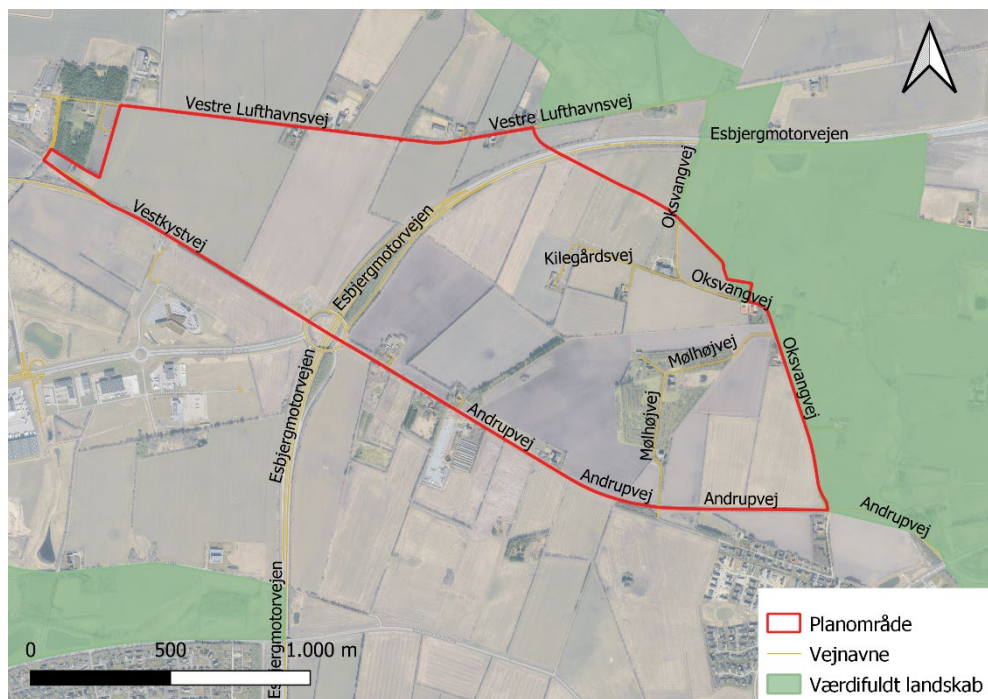 Vestre Lufthavnsvej
Vestre Lufthavnsvej
Esbjergmotorvejen
Oksvangvej
Vestkystvej
Esbjergmotorvejen
Kilegårdsvej
Oksvangvej
Mølhøjvej
Oksvangvej
Esbjergmotorvejen
Mølhøjvej
Andrupvej
Andrupvej
Andrupvej
Andrupvej
Esbjergmotorvejen
0 500 1.000 m
Planområde
Vejnavne
Værdifuldt landskab